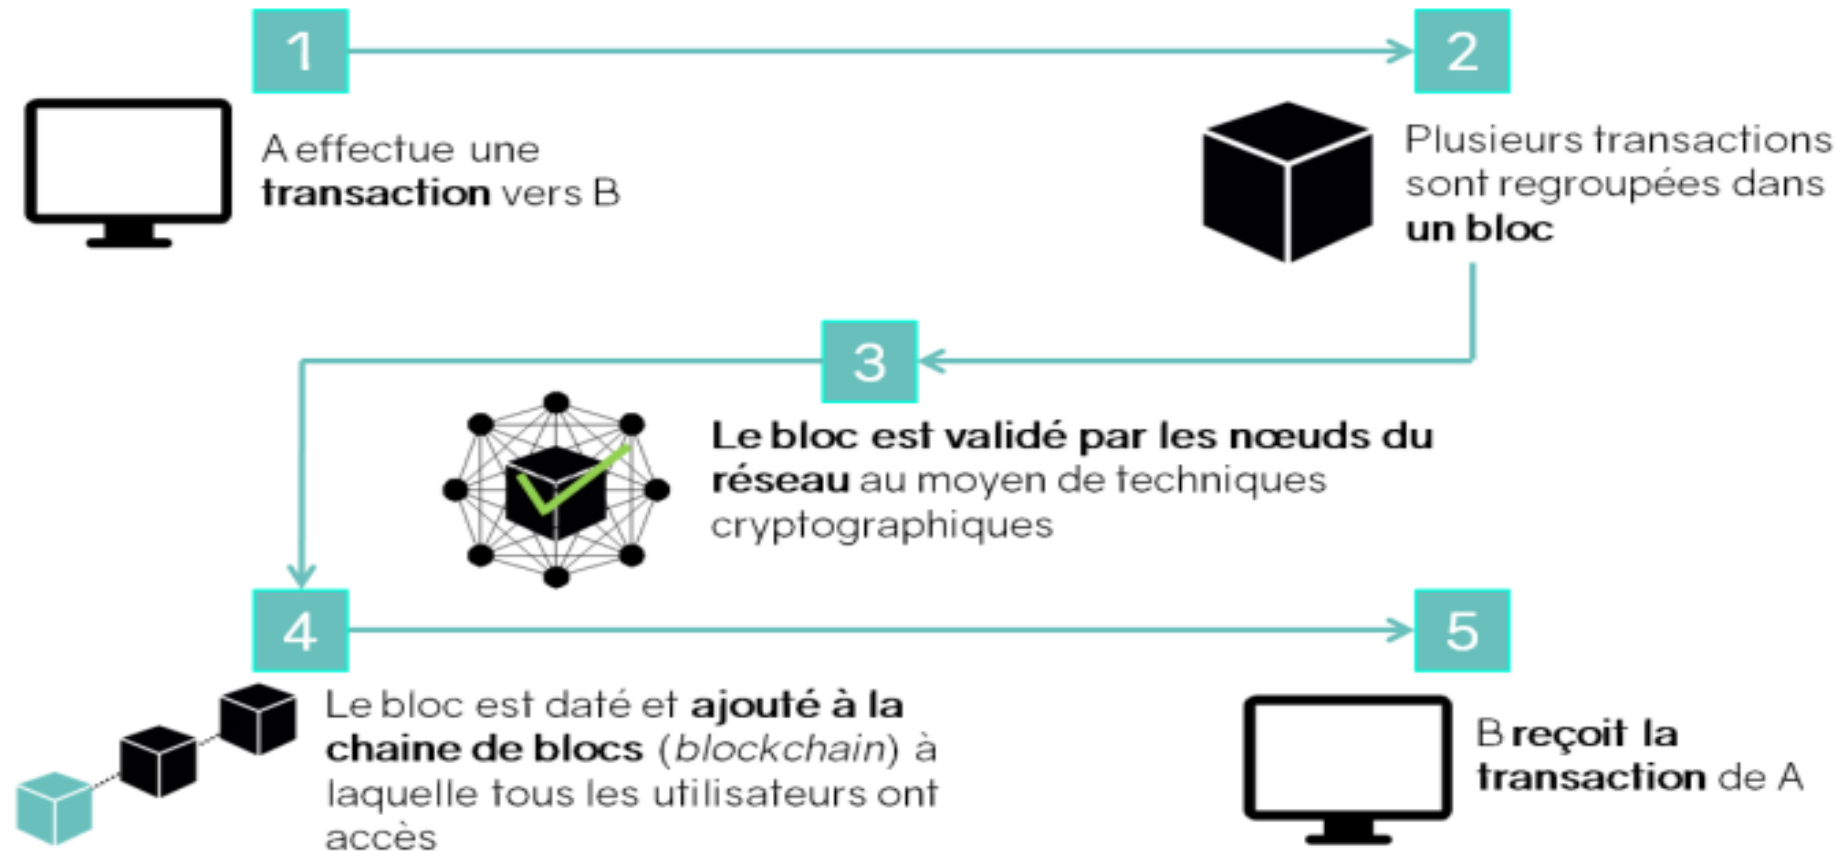 1
2
A effectue une
transaction vers B
Plusieurs transactions
sont regroupées dans
un bloc
3
Le bloc est validé par les nœuds du
réseau au moyen de techniques
cryptographiques
4
5
Le bloc est daté et ajouté à la
chaine de blocs (blockchain) à
laquelle tous les utilisateurs ont
accès
B reçoit la
transaction de A